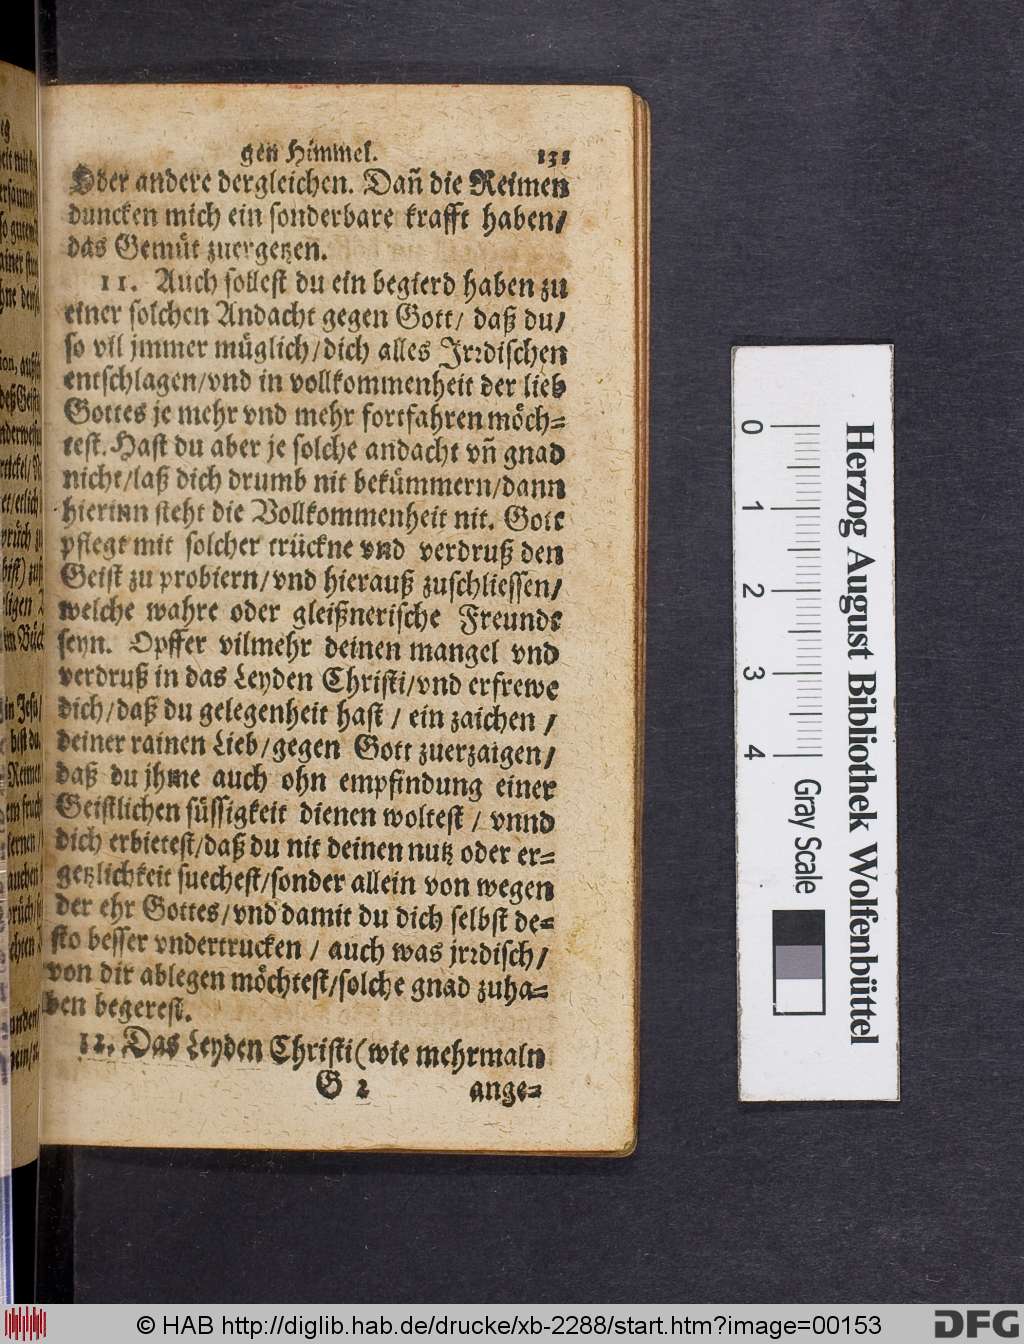 gen Himmel. 131
Oder andere dergleichen. Dañ die Reimen
duncken mich ein sonderbare krafft haben/
das Gemüt zuergetzen.
11. Auch sollest du ein begierd haben zu
einer solchen Andacht gegen Gott/ daß du/
so vil jmmer müglich/dich alles Jrrdischen
entschlagen/vnd in vollkommenheit der lieb
Gottes je mehr vnd mehr fortfahren möch=
test. Hast du aber je solche andacht vñ gnad
nicht/laß dich drumb nit bekümmern/dann
hierinn steht die Vollkommenheit nit. Gott
pflegt mit solcher trückne vnd verdruß den
Geist zu probiern/vnd hierauß zuschliessen/
welche wahre oder gleißnerische Freunde
seyn. Opffer vilmehr deinen mangel vnd
verdruß in das Leyden Christi/vnd erfrewe
dich/daß du gelegenheit hast / ein zaichen /
deiner rainen Lieb/gegen Gott zuerzaigen/
daß du jhme auch ohn empfindung einer
Geistlichen süssigkeit dienen woltest / vnnd
dich erbietest/daß du nit deinen nutz oder er=
getzlichkeit suechest/sonder allein von wegen
der ehr Gottes/vnd damit du dich selbst de=
sto besser vndertrucken / auch was jrrdisch/
von dir ablegen möchtest/solche gnad zuha=
ben begerest.
12. Das Leyden Christi (wie mehrmaln
G 2 ange=
Herzog August Bibliothek Wolfenbüttel
0 1 2 3 4 Gray Scale
© HAB http://diglib.hab.de/drucke/xb-2288/start.htm?image=00153
DFG